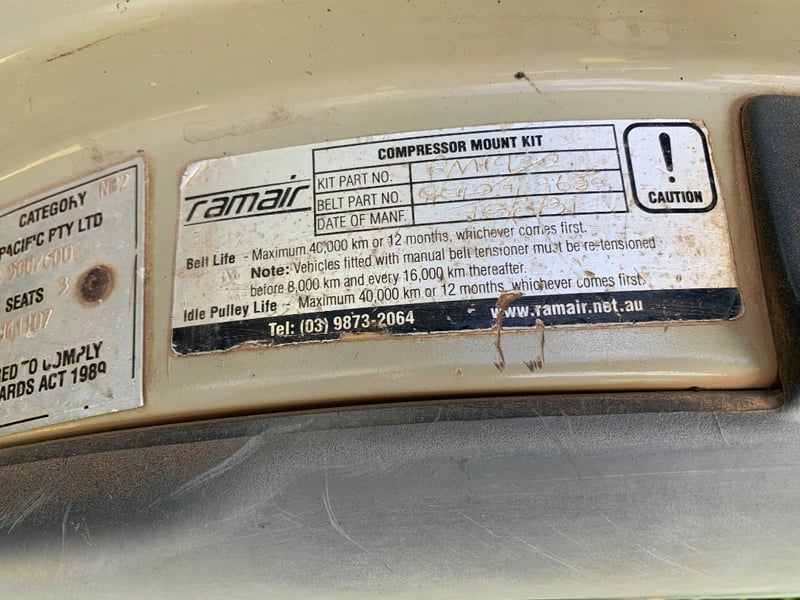 CATEGORY NB2
PACIFIC PTY LTD
SEATS 3
TO COMPLY
ARDS ACT 1989
ramair
COMPRESSOR MOUNT KIT
KIT PART NO.
BELT PART NO.
DATE OF MANF.
CAUTION
Belt Life - Maximum 40,000 km or 12 months, whichever comes first.
Note: Vehicles fitted with manual belt tensioner must be re-tensioned
before 8,000 km and every 16,000 km thereafter.
Idle Pulley Life - Maximum 40,000 km or 12 months, whichever comes first.
Tel: (03) 9873-2064 www.ramair.net.au